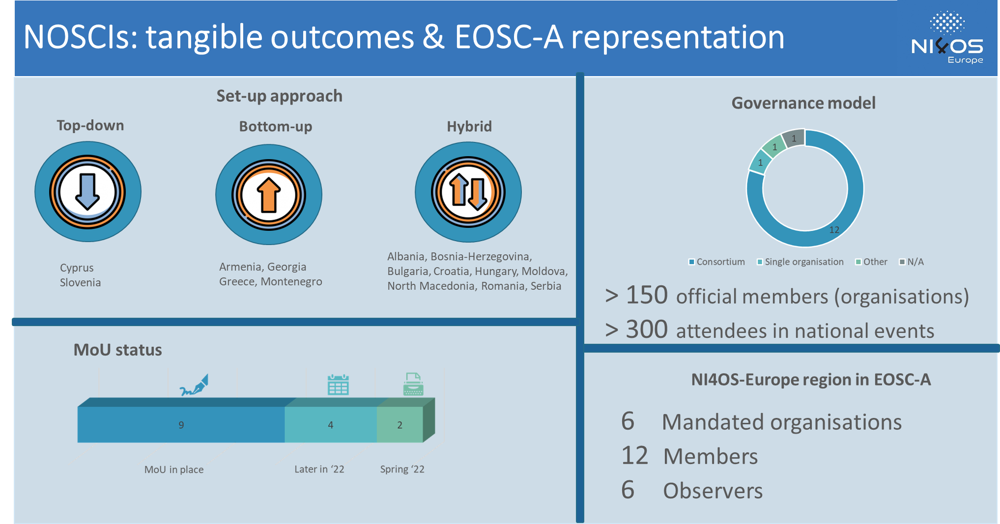 NOSCIs: tangible outcomes & EOSC-A representation
NI4OS
Europe
Set-up approach
Top-down
Bottom-up
Hybrid
Cyprus
Slovenia
Armenia, Georgia
Greece, Montenegro
Albania, Bosnia-Herzegovina,
Bulgaria, Croatia, Hungary, Moldova,
North Macedonia, Romania, Serbia
Governance model
1
1
1
12
Consortium
Single organisation
Other
N/A
> 150 official members (organisations)
> 300 attendees in national events
MoU status
9
4
2
MoU in place
Later in ‘22
Spring ‘22
NI4OS-Europe region in EOSC-A
6 Mandated organisations
12 Members
6 Observers